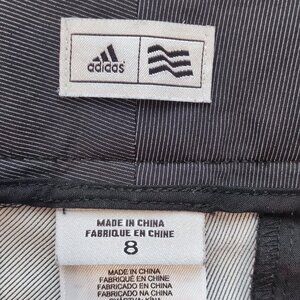 adidas
MADE IN CHINA
FABRIQUE EN CHINE
8
MADE IN CHINA
FABRIQUÉ EN CHINE
FABRICADO EN CHINA
FABRICADO NA CHINA